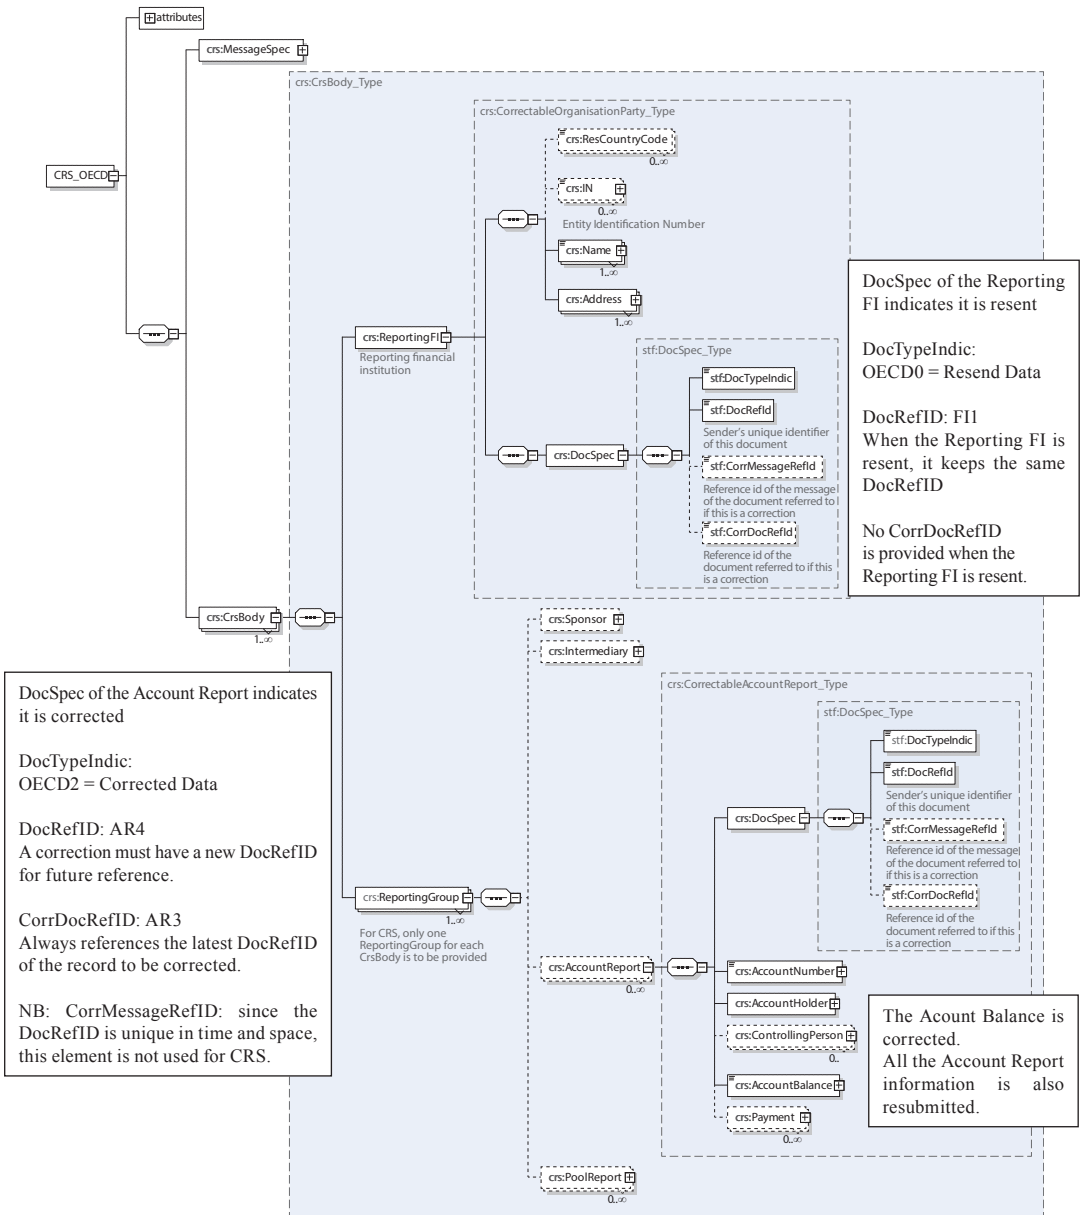 attributes
crs:MessageSpec
crs:CrsBody_Type
crs:CorrectableOrganisationParty_Type
crs:ResCountryCode
0..∞
CRS_OECD
crs:IN
0..∞
Entity Identification Number
crs:Name
1..∞
crs:Address
1..∞
crs:ReportingFI
Reporting financial
institution
stf:DocSpec_Type
stf:DocTypeIndic
stf:DocRefId
Sender's unique identifier
of this document
crs:DocSpec
stf:CorrMessageRefId
Reference id of the message
of the document referred to
if this is a correction
stf:CorrDocRefId
Reference id of the
document referred to if this
is a correction
DocSpec of the Reporting
FI indicates it is resent
DocTypeIndic:
OECD0 = Resend Data
DocRefID: FI1
When the Reporting FI is
resent, it keeps the same
DocRefID
No CorrDocRefID
is provided when the
Reporting FI is resent.
crs:CrsBody
1..∞
crs:Sponsor
crs:Intermediary
DocSpec of the Account Report indicates
it is corrected
DocTypeIndic:
OECD2 = Corrected Data
DocRefID: AR4
A correction must have a new DocRefID
for future reference.
CorrDocRefID: AR3
Always references the latest DocRefID
of the record to be corrected.
NB: CorrMessageRefID: since the
DocRefID is unique in time and space,
this element is not used for CRS.
crs:CorrectableAccountReport_Type
stf:DocSpec_Type
stf:DocTypeIndic
stf:DocRefId
Sender's unique identifier
of this document
crs:DocSpec
stf:CorrMessageRefId
Reference id of the message
of the document referred to
if this is a correction
stf:CorrDocRefId
Reference id of the
document referred to if this
is a correction
crs:ReportingGroup
1..∞
For CRS, only one
ReportingGroup for each
CrsBody is to be provided
crs:AccountReport
0..∞
crs:AccountNumber
crs:AccountHolder
crs:ControllingPerson
0..
crs:AccountBalance
crs:Payment
0..∞
The Acount Balance is
corrected.
All the Account Report
information is also
resubmitted.
crs:PoolReport
0..∞